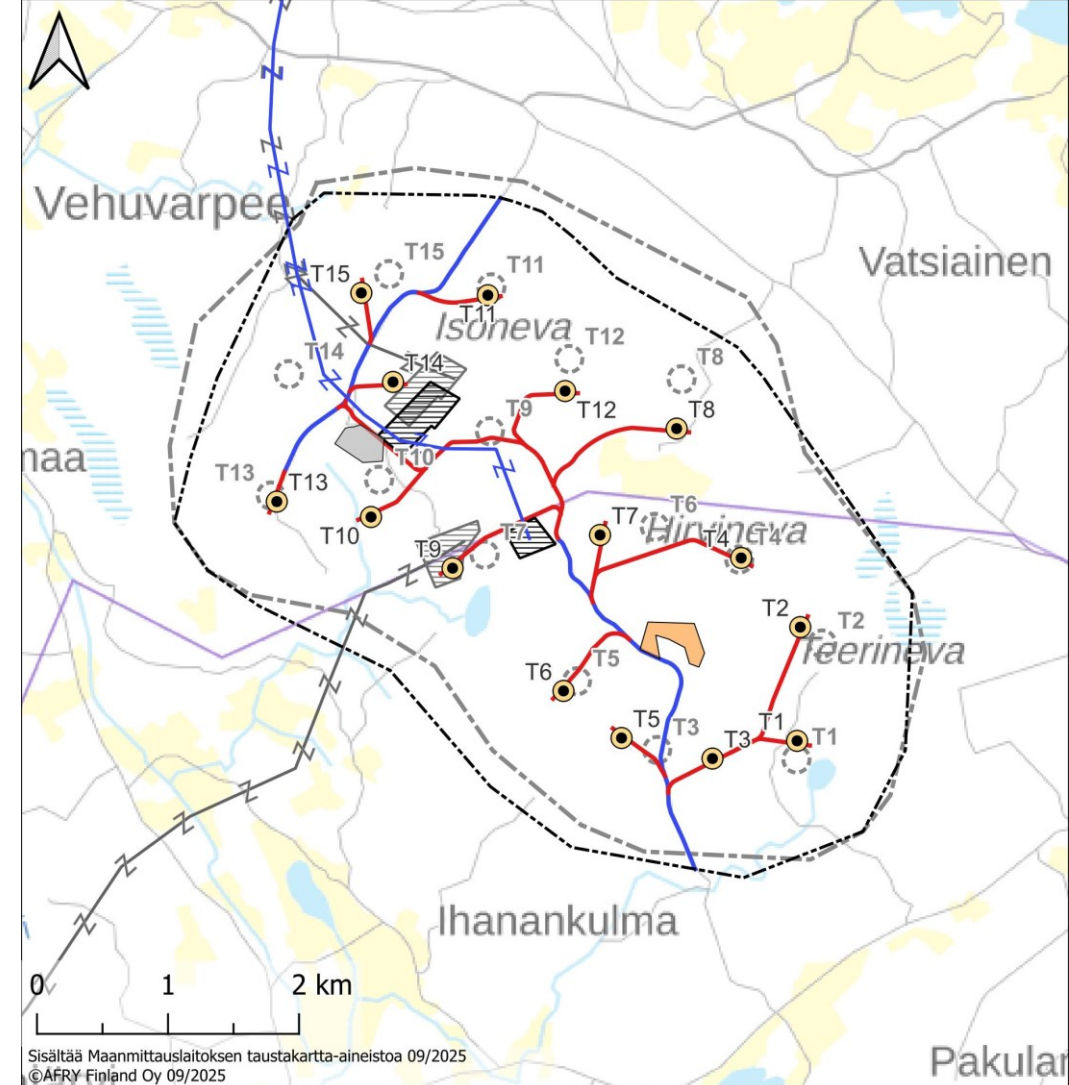 Vehuvarpee
Vatsiainen
T15
T11
T15
T11
Isoneva
T12
T8
T14
T14
T9
T12
T8
maa
T13
T10
T13
T10
T6
T7
Hirvineva
T9
T7
T4
T4
T2
T2
Teerineva
T5
T6
T5
T3
T1
T3
T1
Ihanankulma
0
1
2 km
Sisältää Maanmittauslaitoksen taustakartta-aineistoa 09/2025
©AFRY Finland Oy 09/2025
Pakular